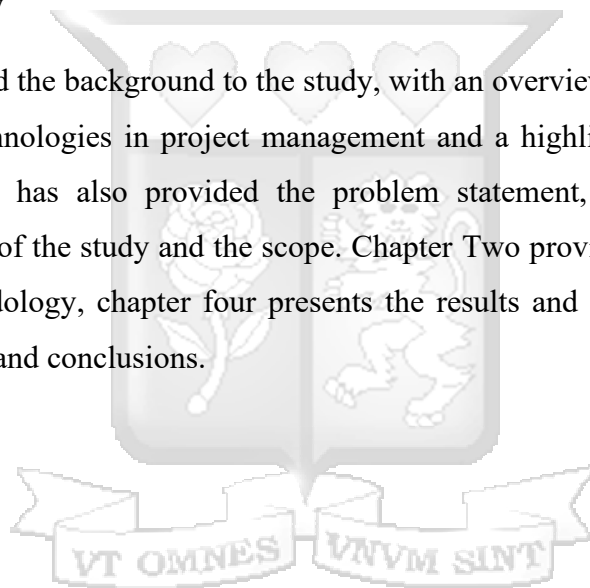 d the background to the study, with an overview
hnologies in project management and a highli
has also provided the problem statement,
of the study and the scope. Chapter Two provi
dology, chapter four presents the results and
and conclusions.
VT OMNES VNVM SINT